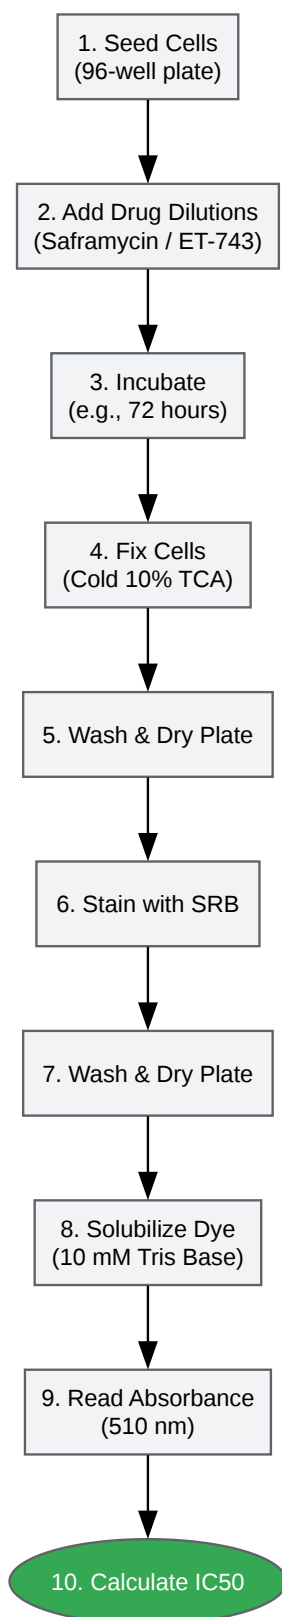 1. Seed Cells
(96-well plate)
2. Add Drug Dilutions
(Saframycin / ET-743)
3. Incubate
(e.g., 72 hours)
4. Fix Cells
(Cold 10% TCA)
5. Wash & Dry Plate
6. Stain with SRB
7. Wash & Dry Plate
8. Solubilize Dye
(10 mM Tris Base)
9. Read Absorbance
(510 nm)
10. Calculate IC50